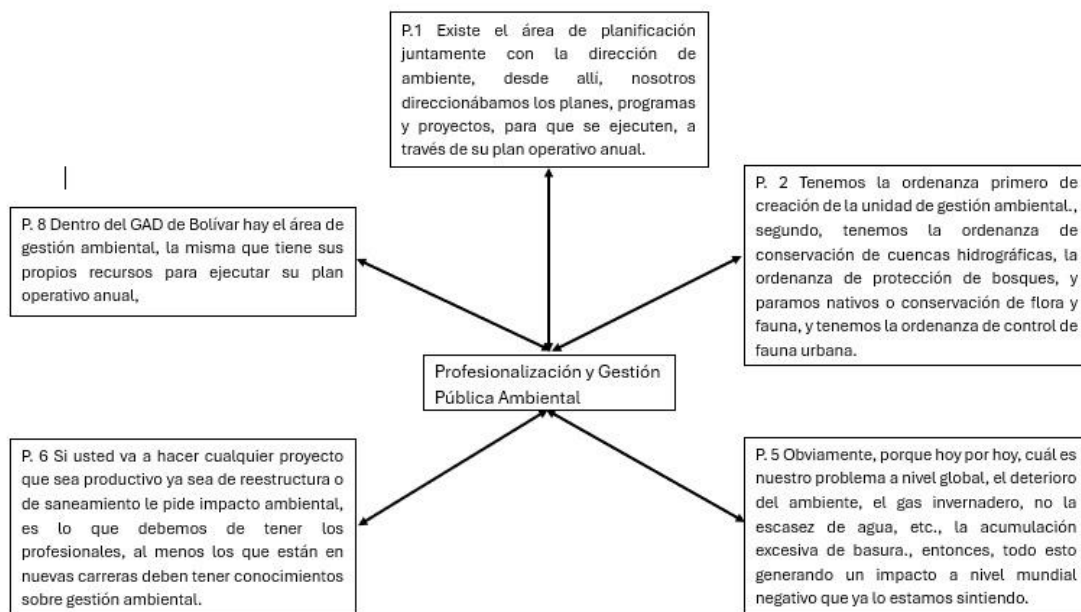 P.1 Existe el área de planificación
juntamente con la dirección de
ambiente, desde allí, nosotros
direccionábamos los planes, programas
y proyectos, para que se ejecuten, a
través de su plan operativo anual.
P. 8 Dentro del GAD de Bolívar hay el área de
gestión ambiental, la misma que tiene sus
propios recursos para ejecutar su plan
operativo anual,
P. 2 Tenemos la ordenanza primero de
creación de la unidad de gestión ambiental.,
segundo, tenemos la ordenanza de
conservación de cuencas hidrográficas, la
ordenanza de protección de bosques, y
paramos nativos o conservación de flora y
fauna, y tenemos la ordenanza de control de
fauna urbana.
Profesionalización y Gestión
Pública Ambiental
P. 6 Si usted va a hacer cualquier proyecto
que sea productivo ya sea de reestructura o
de saneamiento le pide impacto ambiental,
es lo que debemos de tener los
profesionales, al menos los que están en
nuevas carreras deben tener conocimientos
sobre gestión ambiental.
P. 5 Obviamente, porque hoy por hoy, cuál es
nuestro problema a nivel global, el deterioro
del ambiente, el gas invernadero, no la
escasez de agua, etc., la acumulación
excesiva de basura., entonces, todo esto
generando un impacto a nivel mundial
negativo que ya lo estamos sintiendo.